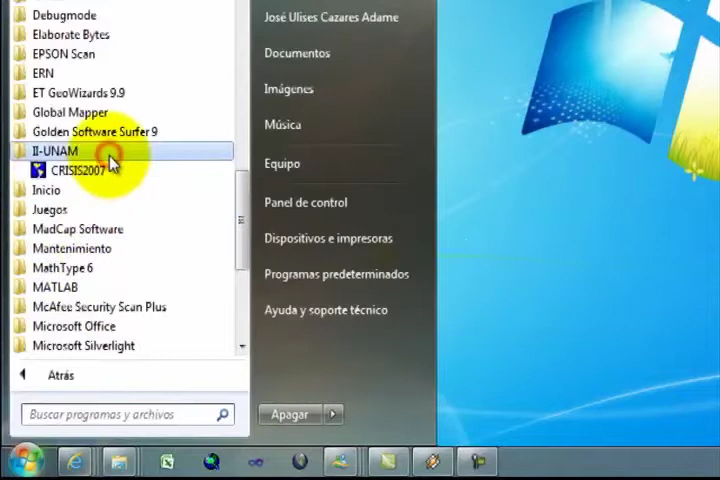 Debugmode
Elaborate Bytes
EPSON Scan
ERN
ET GeoWizards 9.9
Global Mapper
Golden Software Surfer 9
II-UNAM
CRISIS2007
Inicio
Juegos
MadCap Software
Mantenimiento
MathType 6
MATLAB
McAfee Security Scan Plus
Microsoft Office
Microsoft Silverlight
Atrás
Buscar programas y archivos
José Ulises Cazares Adame
Documentos
Imágenes
Música
Equipo
Panel de control
Dispositivos e impresoras
Programas predeterminados
Ayuda y soporte técnico
Apagar